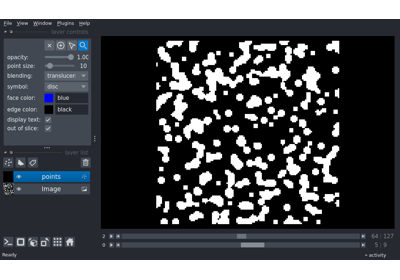 File View Window Plugins Help
layer controls
opacity: 1.00
point size: 10
blending: translucen
symbol: disc
face color: blue
edge color: black
display text:
out of slice:
layer list
points
Image
2 64 127
0 5 9
Ready activity